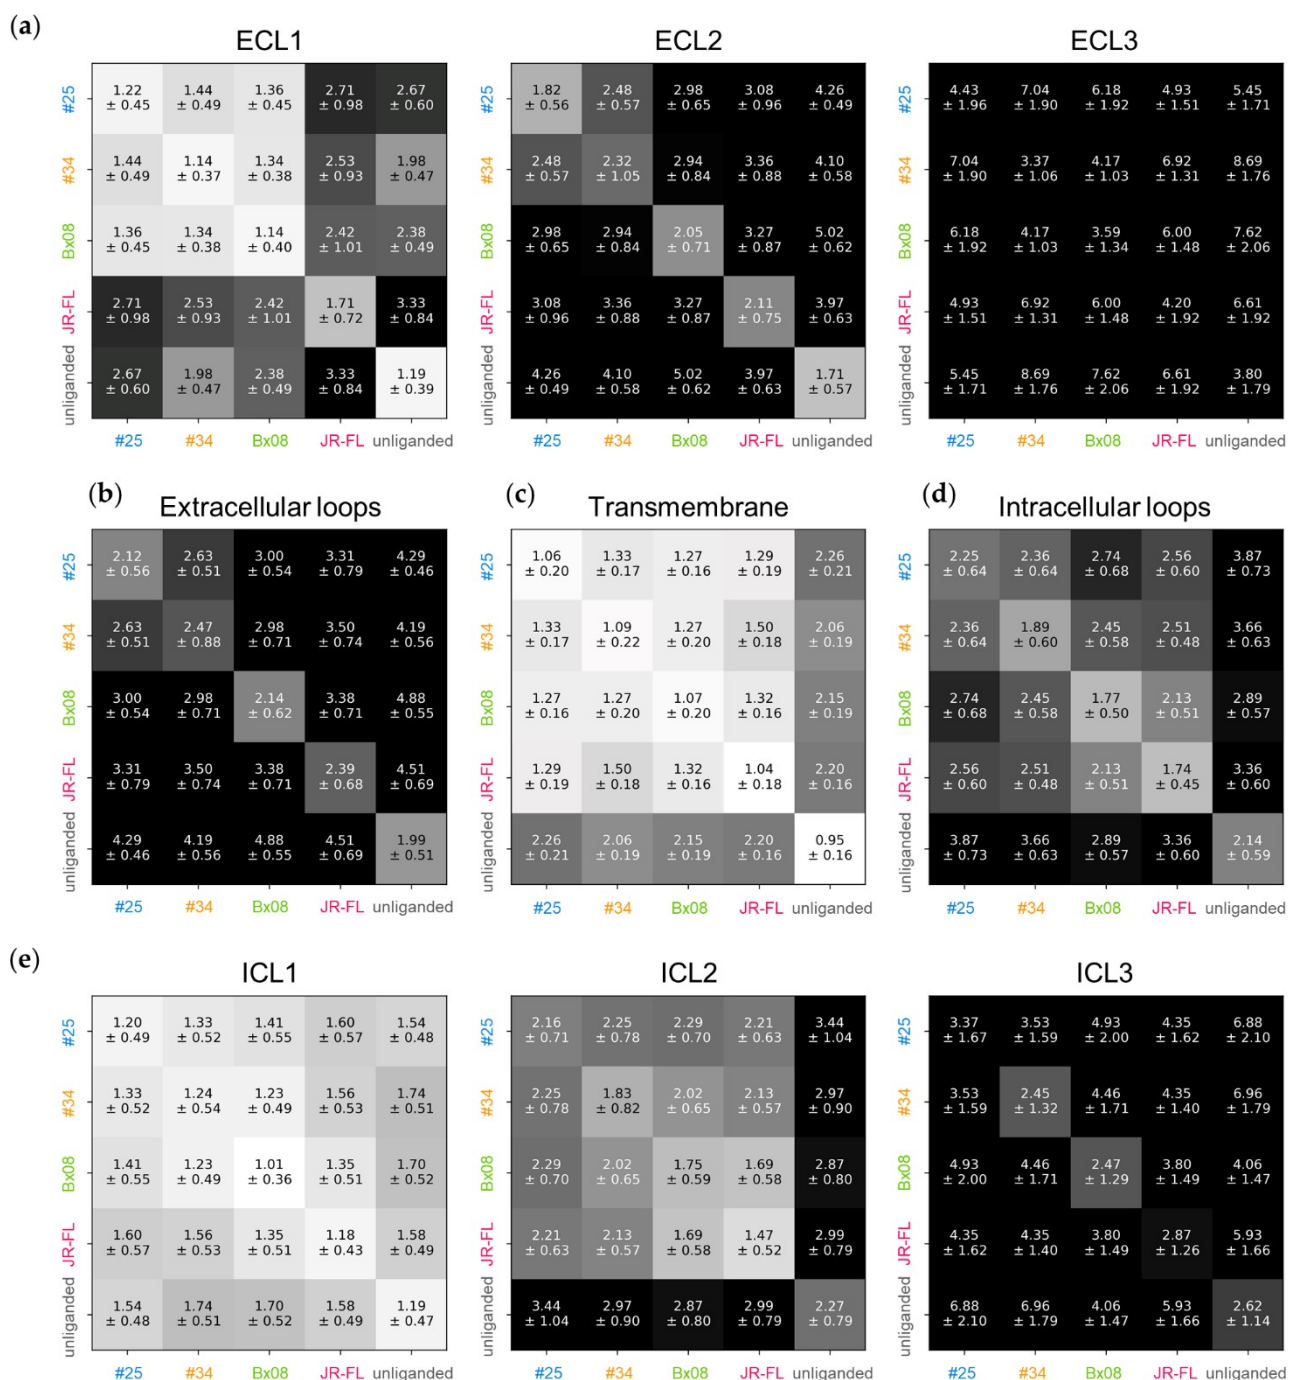 (a)
ECL1
ECL2
ECL3
#25
1.22 1.44 1.36 2.71 2.67
± 0.45 ± 0.49 ± 0.45 ± 0.98 ± 0.60
#34
1.44 1.14 1.34 2.53 1.98
± 0.49 ± 0.37 ± 0.38 ± 0.93 ± 0.47
Bx08
1.36 1.34 1.14 2.42 2.38
± 0.45 ± 0.38 ± 0.40 ± 1.01 ± 0.49
JR-FL
2.71 2.53 2.42 1.71 3.33
± 0.98 ± 0.93 ± 1.01 ± 0.72 ± 0.84
unliganded
2.67 1.98 2.38 3.33 1.19
± 0.60 ± 0.47 ± 0.49 ± 0.84 ± 0.39
#25 #34 Bx08 JR-FL unliganded
#25
1.82 2.48 2.98 3.08 4.26
± 0.56 ± 0.57 ± 0.65 ± 0.96 ± 0.49
#34
2.48 2.32 2.94 3.36 4.10
± 0.57 ± 1.05 ± 0.84 ± 0.88 ± 0.58
Bx08
2.98 2.94 2.05 3.27 5.02
± 0.65 ± 0.84 ± 0.71 ± 0.87 ± 0.62
JR-FL
3.08 3.36 3.27 2.11 3.97
± 0.96 ± 0.88 ± 0.87 ± 0.75 ± 0.63
unliganded
4.26 4.10 5.02 3.97 1.71
± 0.49 ± 0.58 ± 0.62 ± 0.63 ± 0.57
#25 #34 Bx08 JR-FL unliganded
#25
4.43 7.04 6.18 4.93 5.45
± 1.96 ± 1.90 ± 1.92 ± 1.51 ± 1.71
#34
7.04 3.37 4.17 6.92 8.69
± 1.90 ± 1.06 ± 1.03 ± 1.31 ± 1.76
Bx08
6.18 4.17 3.59 6.00 7.62
± 1.92 ± 1.03 ± 1.34 ± 1.48 ± 2.06
JR-FL
4.93 6.92 6.00 4.20 6.61
± 1.51 ± 1.31 ± 1.48 ± 1.92 ± 1.92
unliganded
5.45 8.69 7.62 6.61 3.80
± 1.71 ± 1.76 ± 2.06 ± 1.92 ± 1.79
#25 #34 Bx08 JR-FL unliganded
(b)
Extracellular loops
#25
2.12 2.63 3.00 3.31 4.29
± 0.56 ± 0.51 ± 0.54 ± 0.79 ± 0.46
#34
2.63 2.47 2.98 3.50 4.19
± 0.51 ± 0.88 ± 0.71 ± 0.74 ± 0.56
Bx08
3.00 2.98 2.14 3.38 4.88
± 0.54 ± 0.71 ± 0.62 ± 0.71 ± 0.55
JR-FL
3.31 3.50 3.38 2.39 4.51
± 0.79 ± 0.74 ± 0.71 ± 0.68 ± 0.69
unliganded
4.29 4.19 4.88 4.51 1.99
± 0.46 ± 0.56 ± 0.55 ± 0.69 ± 0.51
#25 #34 Bx08 JR-FL unliganded
(c)
Transmembrane
#25
1.06 1.33 1.27 1.29 2.26
± 0.20 ± 0.17 ± 0.16 ± 0.19 ± 0.21
#34
1.33 1.09 1.27 1.50 2.06
± 0.17 ± 0.22 ± 0.20 ± 0.18 ± 0.19
Bx08
1.27 1.27 1.07 1.32 2.15
± 0.16 ± 0.20 ± 0.20 ± 0.16 ± 0.19
JR-FL
1.29 1.50 1.32 1.04 2.20
± 0.19 ± 0.18 ± 0.16 ± 0.18 ± 0.16
unliganded
2.26 2.06 2.15 2.20 0.95
± 0.21 ± 0.19 ± 0.19 ± 0.16 ± 0.16
#25 #34 Bx08 JR-FL unliganded
(d)
Intracellular loops
#25
2.25 2.36 2.74 2.56 3.87
± 0.64 ± 0.64 ± 0.68 ± 0.60 ± 0.73
#34
2.36 1.89 2.45 2.51 3.66
± 0.64 ± 0.60 ± 0.58 ± 0.48 ± 0.63
Bx08
2.74 2.45 1.77 2.13 2.89
± 0.68 ± 0.58 ± 0.50 ± 0.51 ± 0.57
JR-FL
2.56 2.51 2.13 1.74 3.36
± 0.60 ± 0.48 ± 0.51 ± 0.45 ± 0.60
unliganded
3.87 3.66 2.89 3.36 2.14
± 0.73 ± 0.63 ± 0.57 ± 0.60 ± 0.59
#25 #34 Bx08 JR-FL unliganded
(e)
ICL1
ICL2
ICL3
#25
1.20 1.33 1.41 1.60 1.54
± 0.49 ± 0.52 ± 0.55 ± 0.57 ± 0.48
#34
1.33 1.24 1.23 1.56 1.74
± 0.52 ± 0.54 ± 0.49 ± 0.53 ± 0.51
Bx08
1.41 1.23 1.01 1.35 1.70
± 0.55 ± 0.49 ± 0.36 ± 0.51 ± 0.52
JR-FL
1.60 1.56 1.35 1.18 1.58
± 0.57 ± 0.53 ± 0.51 ± 0.43 ± 0.49
unliganded
1.54 1.74 1.70 1.58 1.19
± 0.48 ± 0.51 ± 0.52 ± 0.49 ± 0.47
#25 #34 Bx08 JR-FL unliganded
#25
2.16 2.25 2.29 2.21 3.44
± 0.71 ± 0.78 ± 0.70 ± 0.63 ± 1.04
#34
2.25 1.83 2.02 2.13 2.97
± 0.78 ± 0.82 ± 0.65 ± 0.57 ± 0.90
Bx08
2.29 2.02 1.75 1.69 2.87
± 0.70 ± 0.65 ± 0.59 ± 0.58 ± 0.80
JR-FL
2.21 2.13 1.69 1.47 2.99
± 0.63 ± 0.57 ± 0.58 ± 0.52 ± 0.79
unliganded
3.44 2.97 2.87 2.99 2.27
± 1.04 ± 0.90 ± 0.80 ± 0.79 ± 0.79
#25 #34 Bx08 JR-FL unliganded
#25
3.37 3.53 4.93 4.35 6.88
± 1.67 ± 1.59 ± 2.00 ± 1.62 ± 2.10
#34
3.53 2.45 4.46 4.35 6.96
± 1.59 ± 1.32 ± 1.71 ± 1.40 ± 1.79
Bx08
4.93 4.46 2.47 3.80 4.06
± 2.00 ± 1.71 ± 1.29 ± 1.49 ± 1.47
JR-FL
4.35 4.35 3.80 2.87 5.93
± 1.62 ± 1.40 ± 1.49 ± 1.26 ± 1.66
unliganded
6.88 6.96 4.06 5.93 2.62
± 2.10 ± 1.79 ± 1.47 ± 1.66 ± 1.14
#25 #34 Bx08 JR-FL unliganded